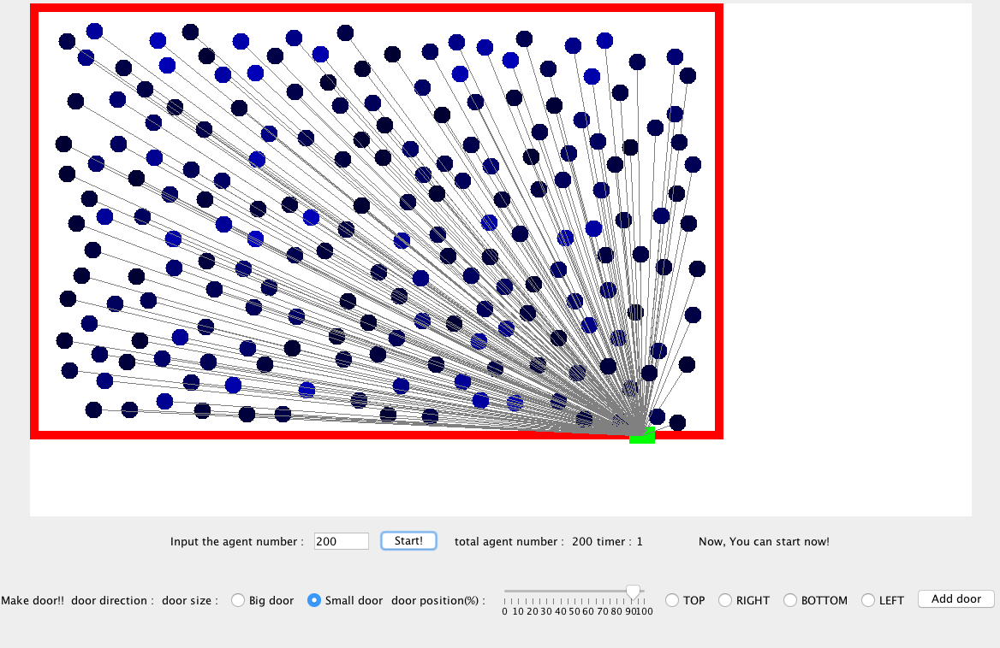 Input the agent number : 200 Start! total agent number : 200 timer : 1 Now, You can start now!
Make door!! door direction : door size : Big door Small door door position(%) : TOP RIGHT BOTTOM LEFT Add door
0 10 20 30 40 50 60 70 80 90 100